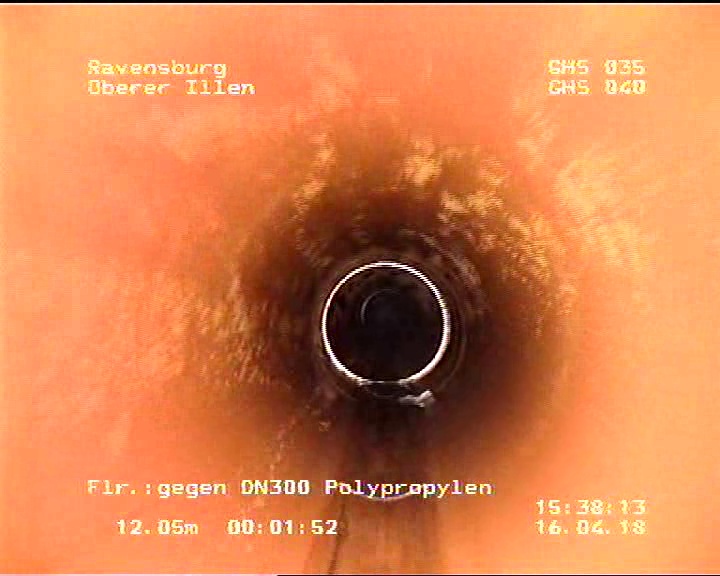 Ravensburg
Oberer Illen
GHS 035
GHS 040
Flr.:gegen DN300 Polypropylen
12.05m 00:01:52
15:38:13
16.04.18